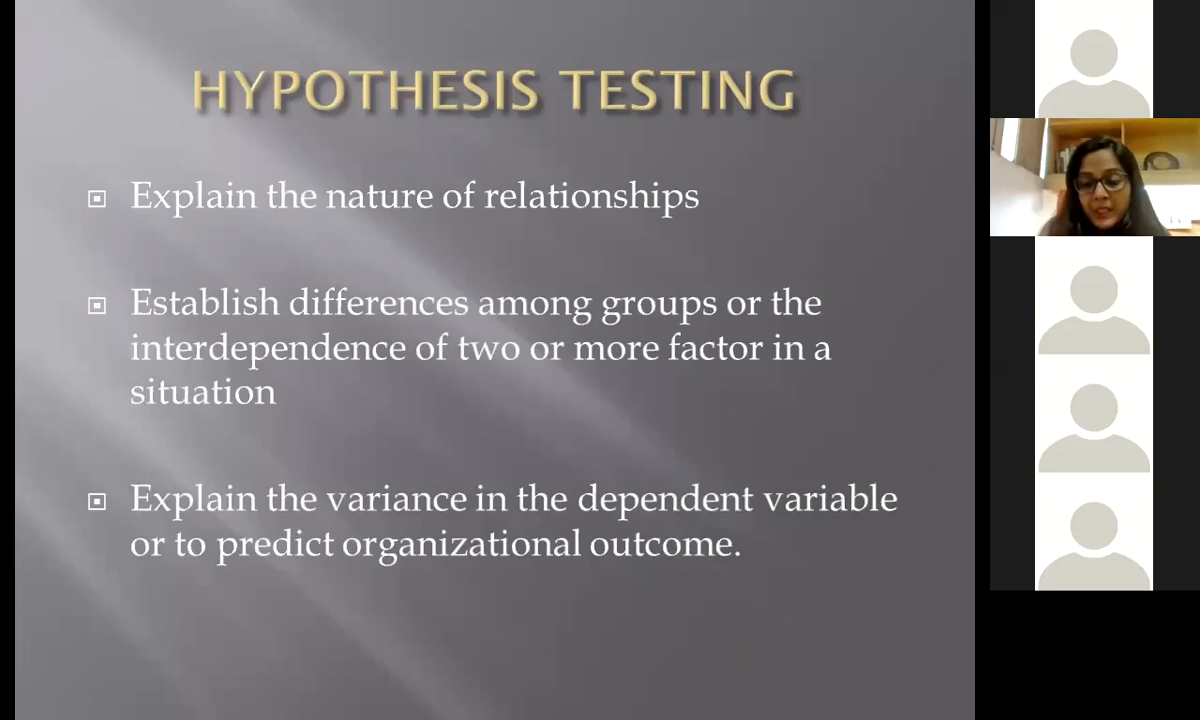 HYPOTHESIS TESTING
Explain the nature of relationships
Establish differences among groups or the
interdependence of two or more factor in a
situation
Explain the variance in the dependent variable
or to predict organizational outcome.